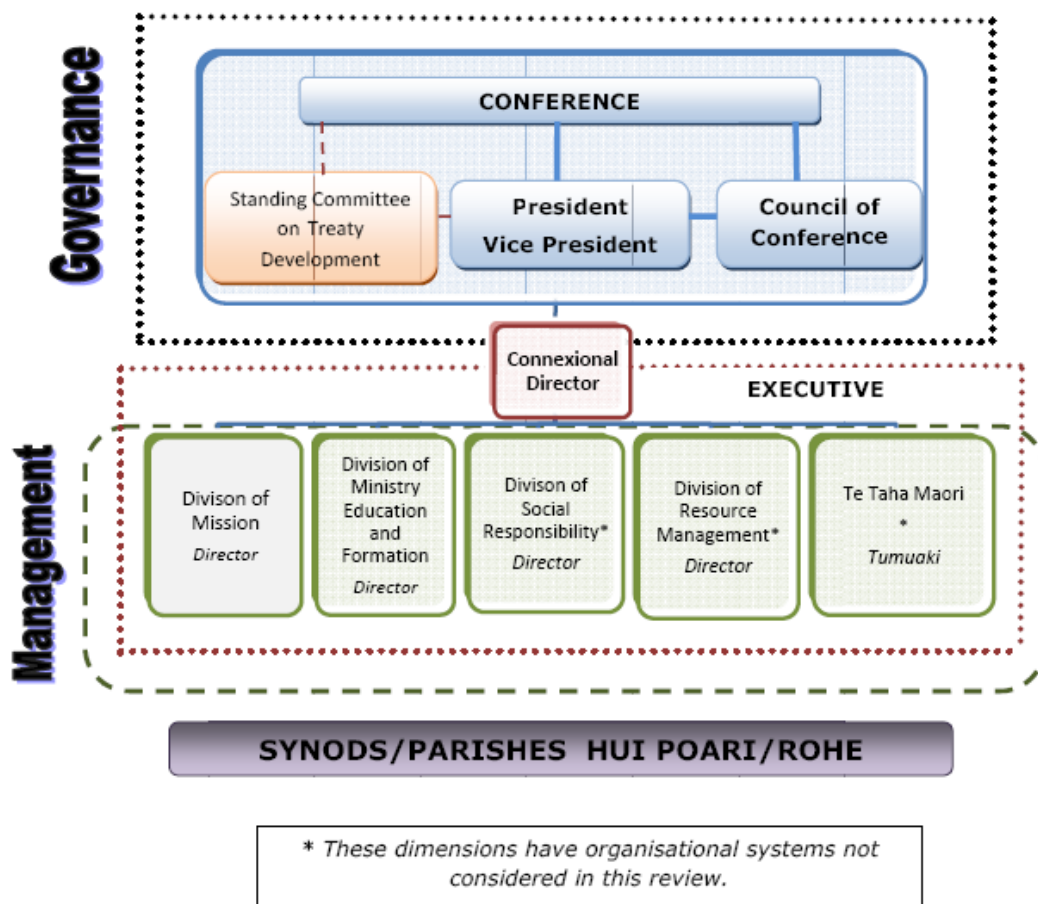 Governance
CONFERENCE
Standing Committee
on Treaty
Development
President
Vice President
Council of
Conference
Connexional
Director
EXECUTIVE
Management
Divison of
Mission
Director
Division of
Ministry
Education
and
Formation
Director
Divison of
Social
Responsibility*
Director
Division of
Resource
Management*
Director
Te Taha Maori
*
Tumuaki
SYNODS/PARISHES HUI POARI/ROHE
* These dimensions have organisational systems not
considered in this review.